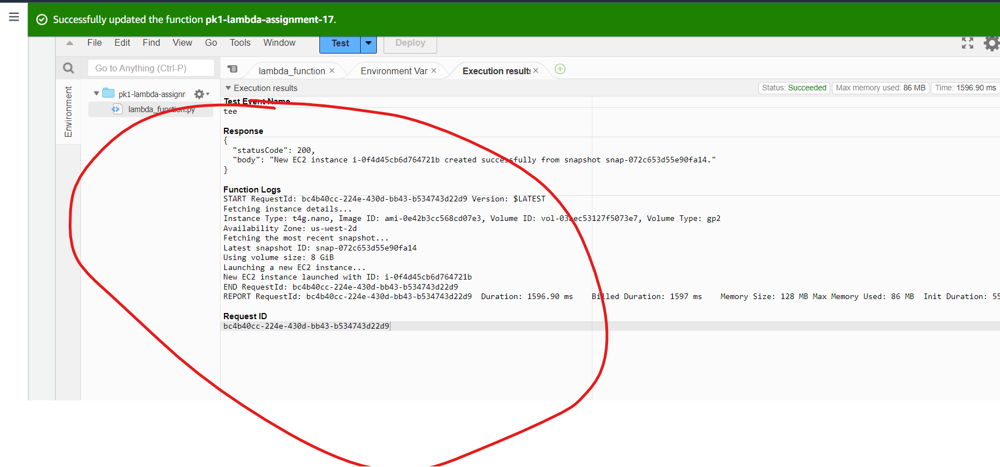 Successfully updated the function pk1-lambda-assignment-17.
File Edit Find View Go Tools Window Test Deploy
Go to Anything (Ctrl-P)
lambda_function. Environment Var Execution results
Environment
pk1-lambda-assignn
lambda_function.py
Execution results
Status: Succeeded Max memory used: 86 MB Time: 1596.90 ms
Test Event Name
tee
Response
{
"statusCode": 200,
"body": "New EC2 instance i-0f4d45cb6d764721b created successfully from snapshot snap-072c653d55e90fa14."
}
Function Logs
START RequestId: bc4b40cc-224e-430d-bb43-b534743d22d9 Version: $LATEST
Fetching instance details...
Instance Type: t4g.nano, Image ID: ami-0e42b3cc568cd07e3, Volume ID: Volume Type: gp2
Availability Zone: us-west-2d
Fetching the most recent snapshot...
Latest snapshot ID: snap-072c653d55e90fa14
Using volume size: 8 GiB
Launching a new EC2 instance...
New EC2 instance launched with ID: i-0f4d45cb6d764721b
END RequestId: bc4b40cc-224e-430d-bb43-b534743d22d9
REPORT RequestId: bc4b40cc-224e-430d-bb43-b534743d22d9 Duration: 1596.90 ms Billed Duration: 1597 ms Memory Size: 128 MB Max Memory Used: 86 MB Init Duration: 55
Request ID
bc4b40cc-224e-430d-bb43-b534743d22d9